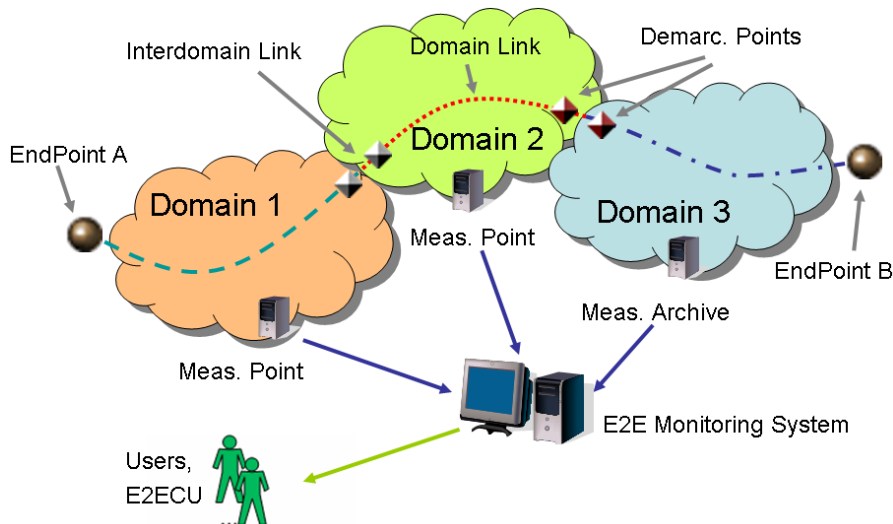 Interdomain Link
Domain Link
Demarc. Points
EndPoint A
Domain 2
Domain 1
Domain 3
Meas. Point
EndPoint B
Meas. Archive
Meas. Point
E2E Monitoring System
Users,
E2ECU